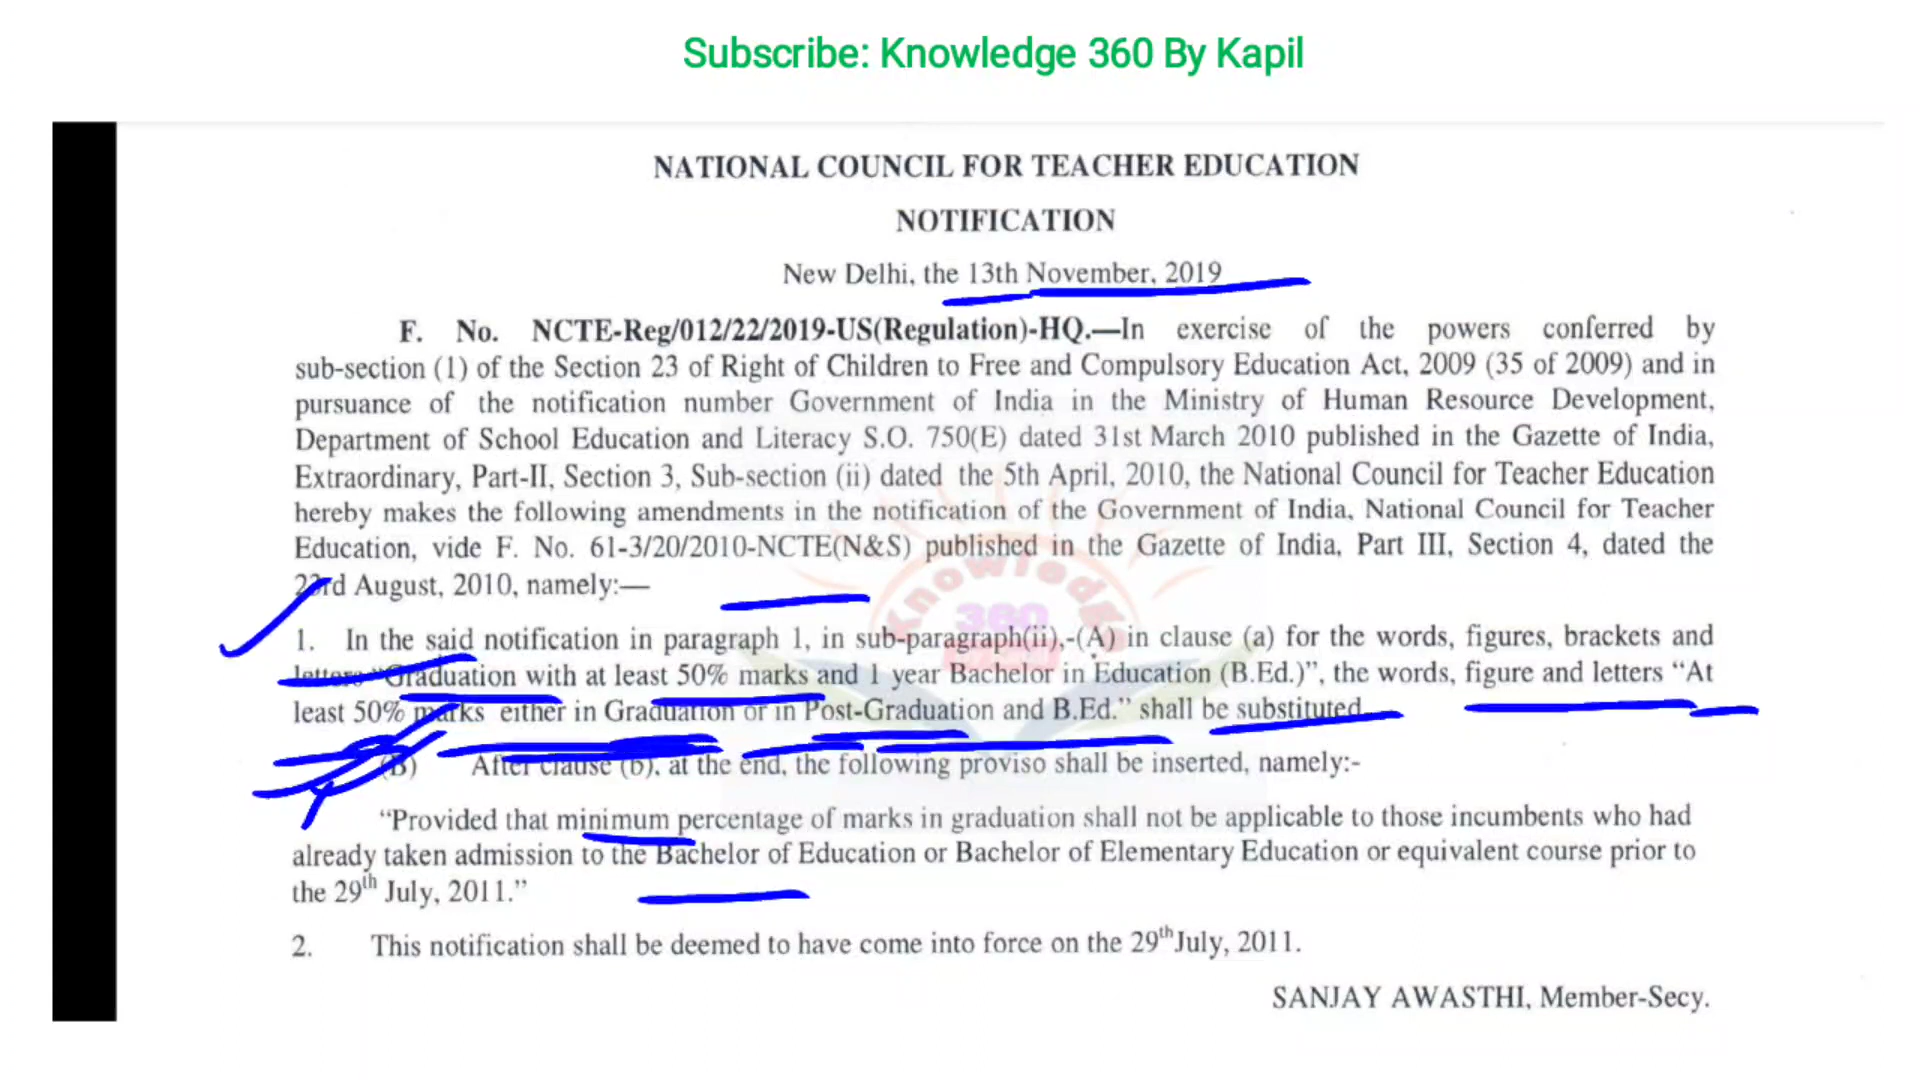 Subscribe: Knowledge 360 By Kapil
NATIONAL COUNCIL FOR TEACHER EDUCATION
NOTIFICATION
New Delhi, the 13th November, 2019
F. No. NCTE-Reg/012/22/2019-US(Regulation)-HQ.—In exercise of the powers conferred by
sub-section (1) of the Section 23 of Right of Children to Free and Compulsory Education Act, 2009 (35 of 2009) and in
pursuance of the notification number Government of India in the Ministry of Human Resource Development,
Department of School Education and Literacy S.O. 750(E) dated 31st March 2010 published in the Gazette of India,
Extraordinary, Part-II, Section 3, Sub-section (ii) dated the 5th April, 2010, the National Council for Teacher Education
hereby makes the following amendments in the notification of the Government of India, National Council for Teacher
Education, vide F. No. 61-3/20/2010-NCTE(N&S) published in the Gazette of India, Part III, Section 4, dated the
23rd August, 2010, namely:—
Knowledge
360
1. In the said notification in paragraph 1, in sub-paragraph(ii),-(A) in clause (a) for the words, figures, brackets and
letters “Graduation with at least 50% marks and 1 year Bachelor in Education (B.Ed.)”, the words, figure and letters “At
least 50% marks either in Graduation or in Post-Graduation and B.Ed.” shall be substituted.
(B) After clause (b), at the end, the following proviso shall be inserted, namely:-
“Provided that minimum percentage of marks in graduation shall not be applicable to those incumbents who had
already taken admission to the Bachelor of Education or Bachelor of Elementary Education or equivalent course prior to
the 29th July, 2011.”
2. This notification shall be deemed to have come into force on the 29th July, 2011.
SANJAY AWASTHI, Member-Secy.